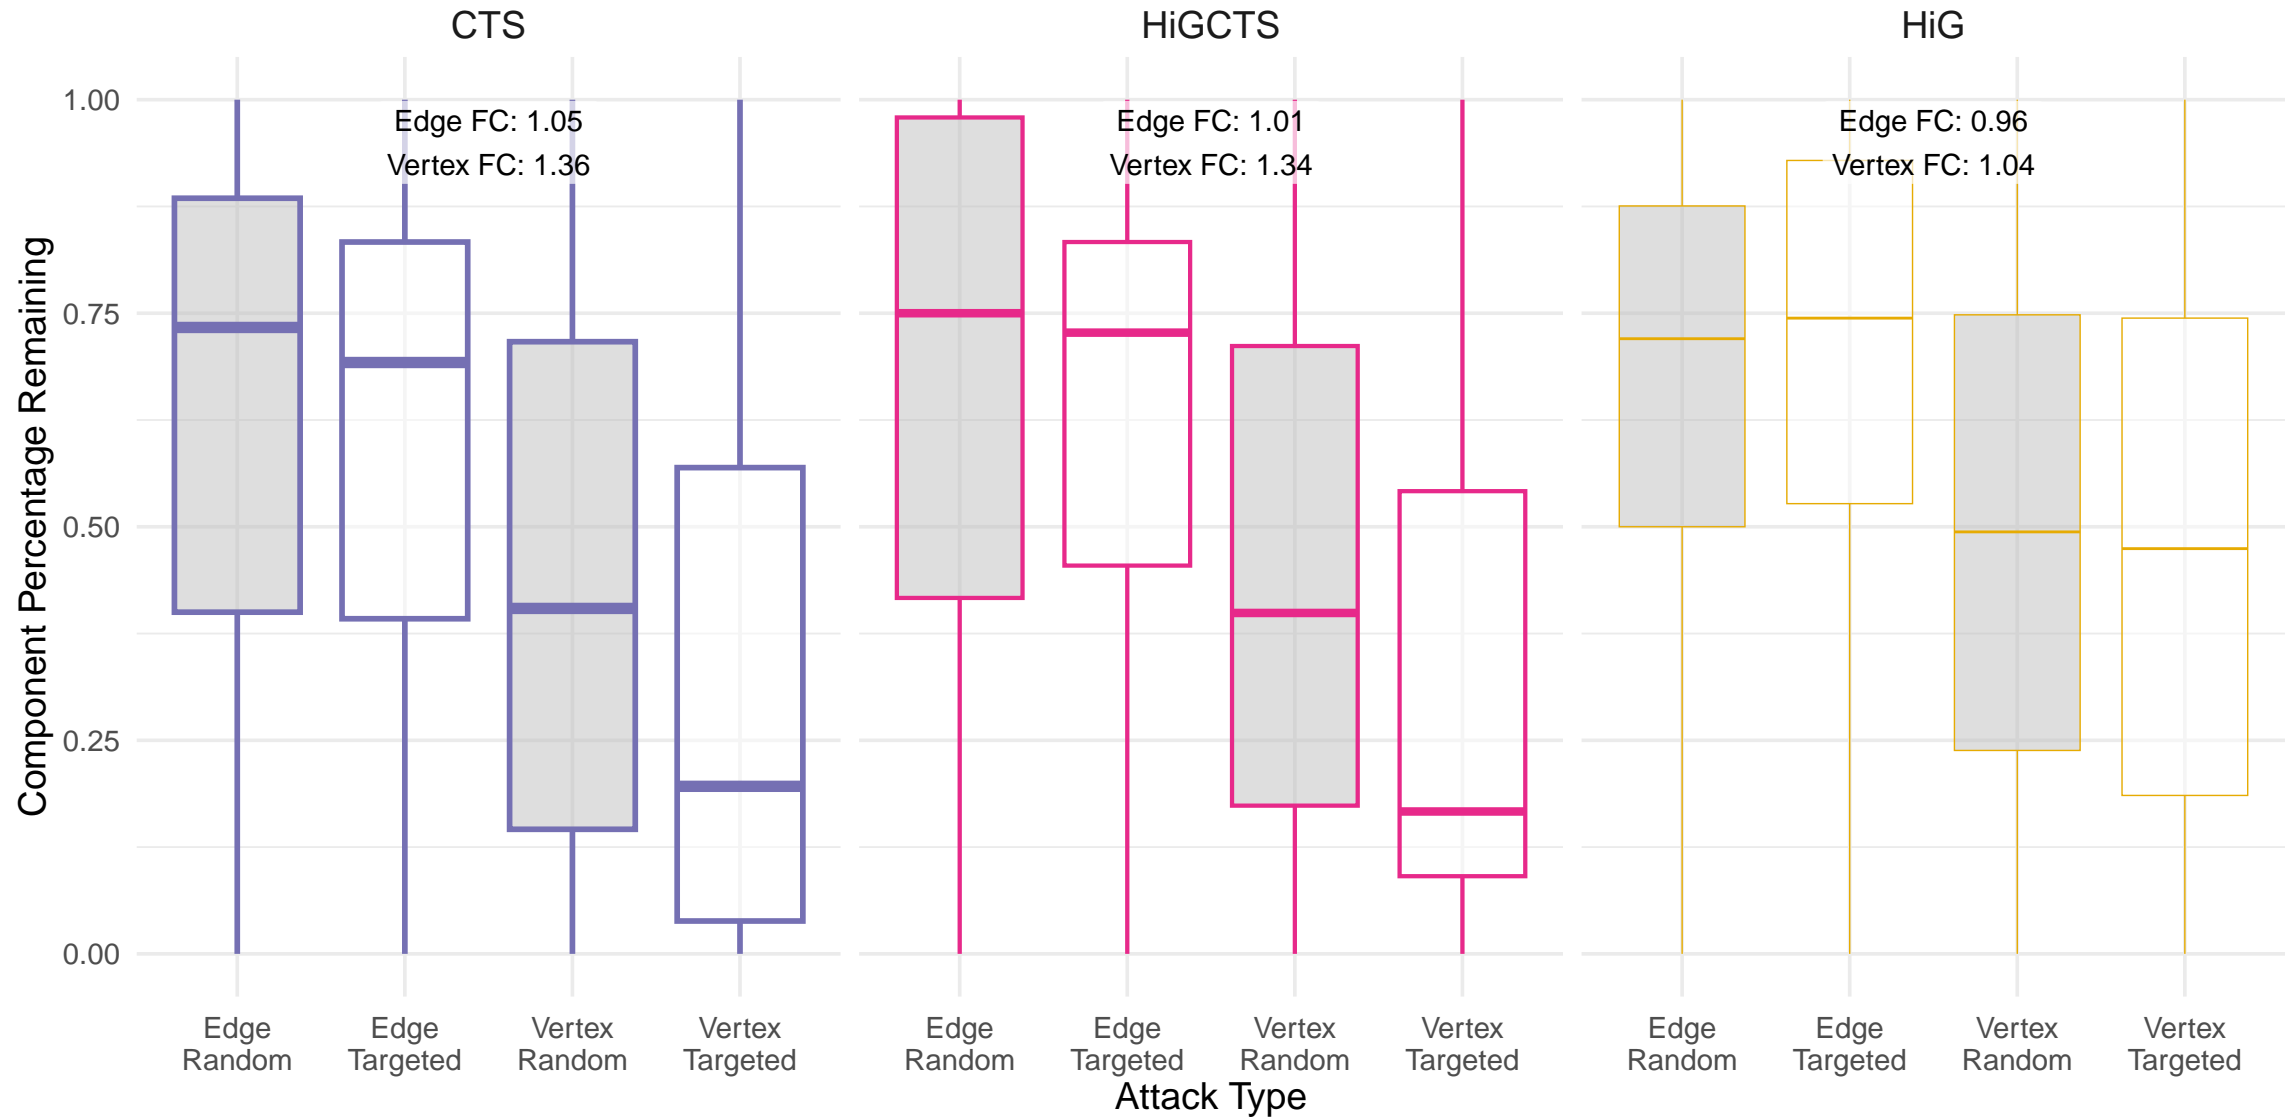 CTS
HiGCTS
HiG
Component Percentage Remaining
1.00
0.75
0.50
0.25
0.00
Edge FC: 1.05
Vertex FC: 1.36
Edge FC: 1.01
Vertex FC: 1.34
Edge FC: 0.96
Vertex FC: 1.04
Edge
Random
Edge
Targeted
Vertex
Random
Vertex
Targeted
Edge
Random
Edge
Targeted
Vertex
Random
Vertex
Targeted
Edge
Random
Edge
Targeted
Vertex
Random
Vertex
Targeted
Attack Type